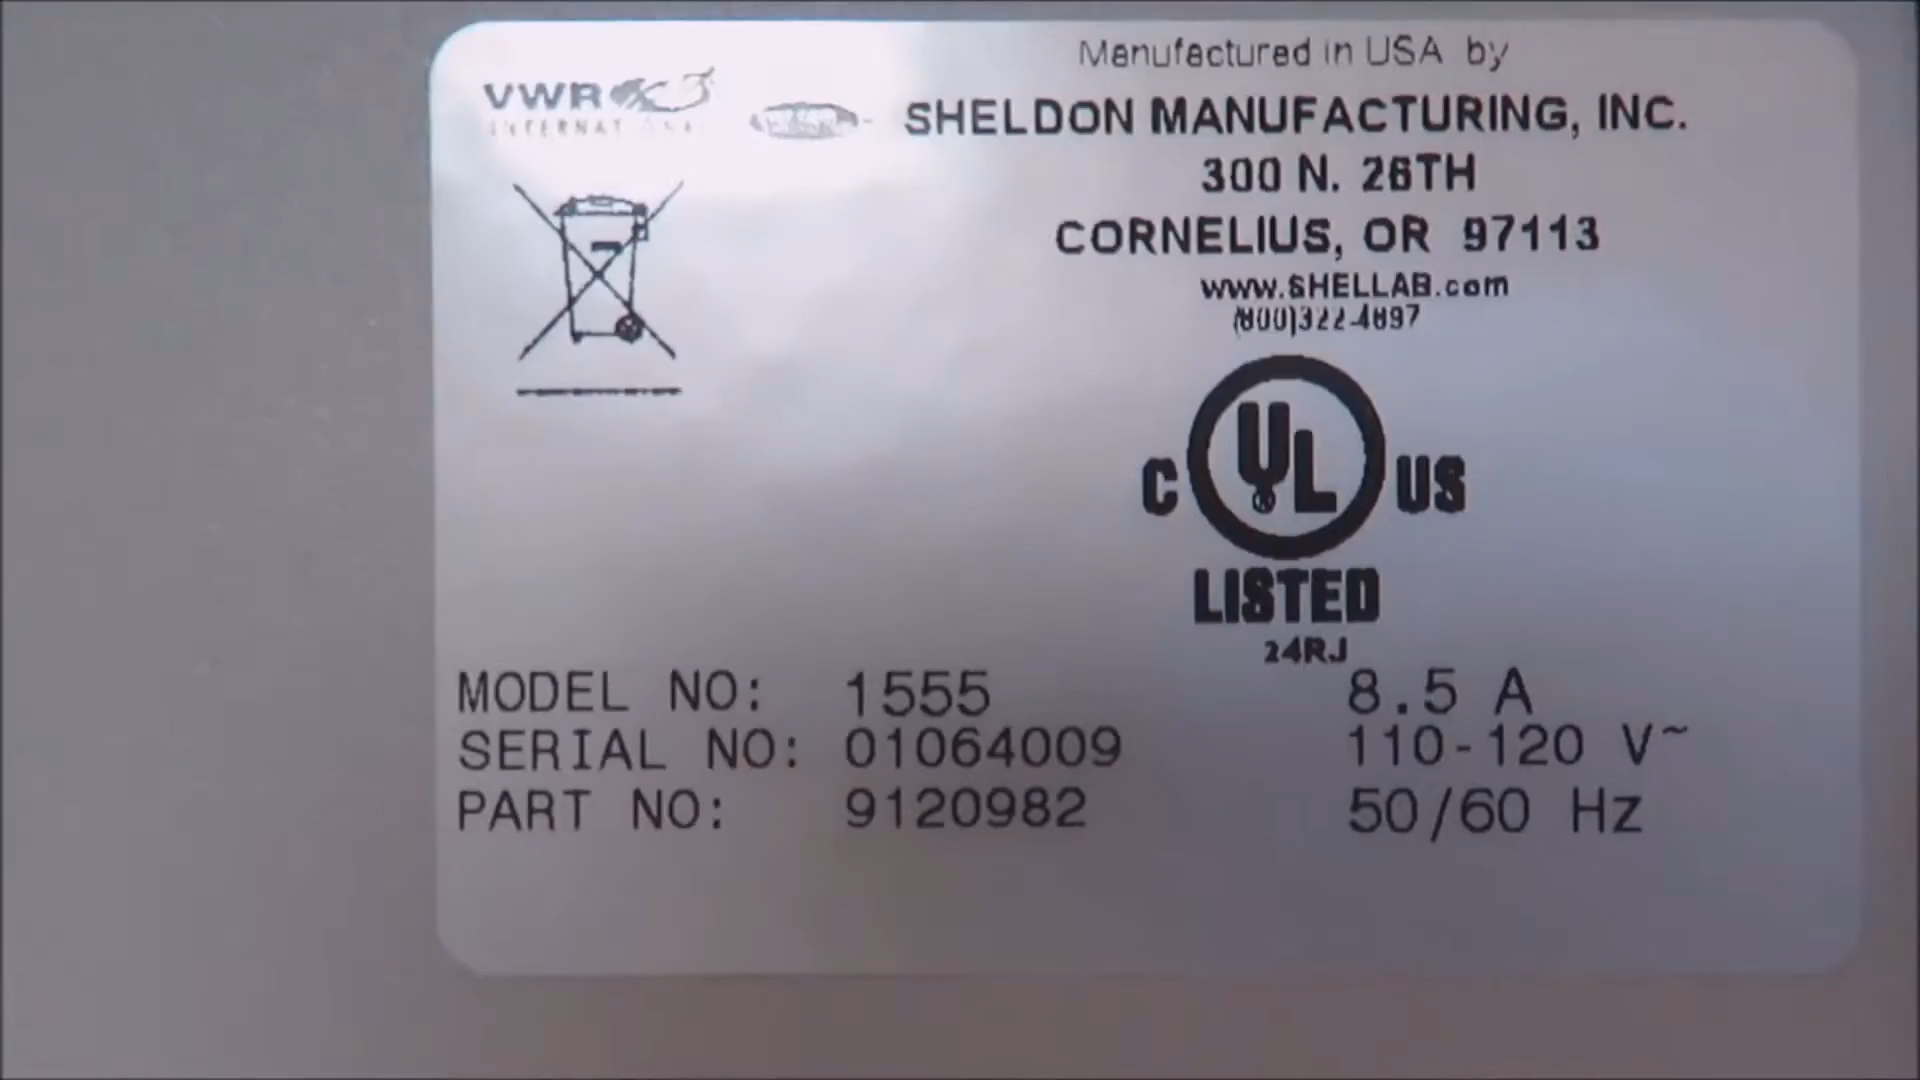 Manufactured in USA by
VWR
INTERNATIONAL
SHELDON MANUFACTURING, INC.
300 N. 26TH
CORNELIUS, OR 97113
www.SHELLAB.com
(800)322-4897
C UL US
LISTED
24RJ
MODEL NO: 1555 8.5 A
SERIAL NO: 01064009 110-120 V~
PART NO: 9120982 50/60 Hz